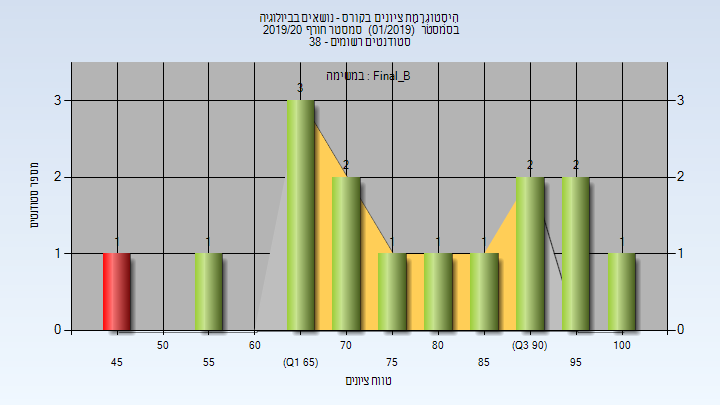 הִיסְטוֹגְרָמַת ציונים בקורס - נושאים בביולוגיה
בסמסטר (01/2019) סמסטר חורף 2019/20
סטודנטים רשומים - 38
במשימה : Final_B
מספר סטודנטים
3 3
2 2
1 1
0 0
1 1 3 2 1 1 1 2 2 1
50 60 70 80 (Q3 90) 100
45 55 (Q1 65) 75 85 95
טווח ציונים